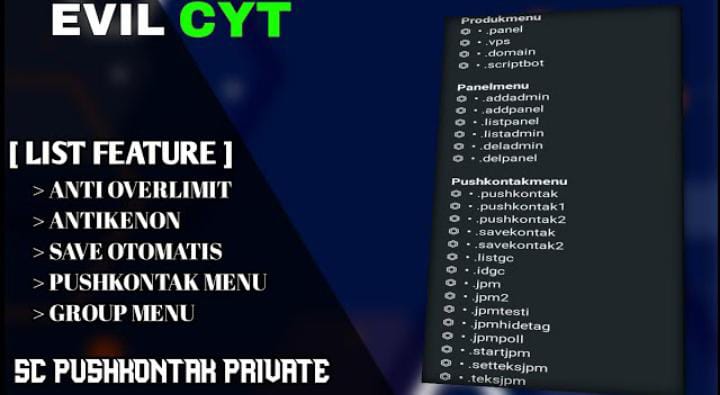 EVIL CYT
[ LIST FEATURE ]
> ANTI OVERLIMIT
> ANTIKENON
> SAVE OTOMATIS
> PUSHKONTAK MENU
> GROUP MENU
SC PUSHKONTAK PRIVATE
Produkmenu
• .panel
• .vps
• .domain
• .scriptbot
Panelmenu
• .addadmin
• .addpanel
• .listpanel
• .listadmin
• .deladmin
• .delpanel
Pushkontakmenu
• .pushkontak
• .pushkontak1
• .pushkontak2
• .savekontak
• .savekontak2
• .listgc
• .idgc
• .jpm
• .jpm2
• .jpmtesti
• .jpmhidetag
• .jpmpoll
• .startjpm
• .setteksjpm
• .teksjpm